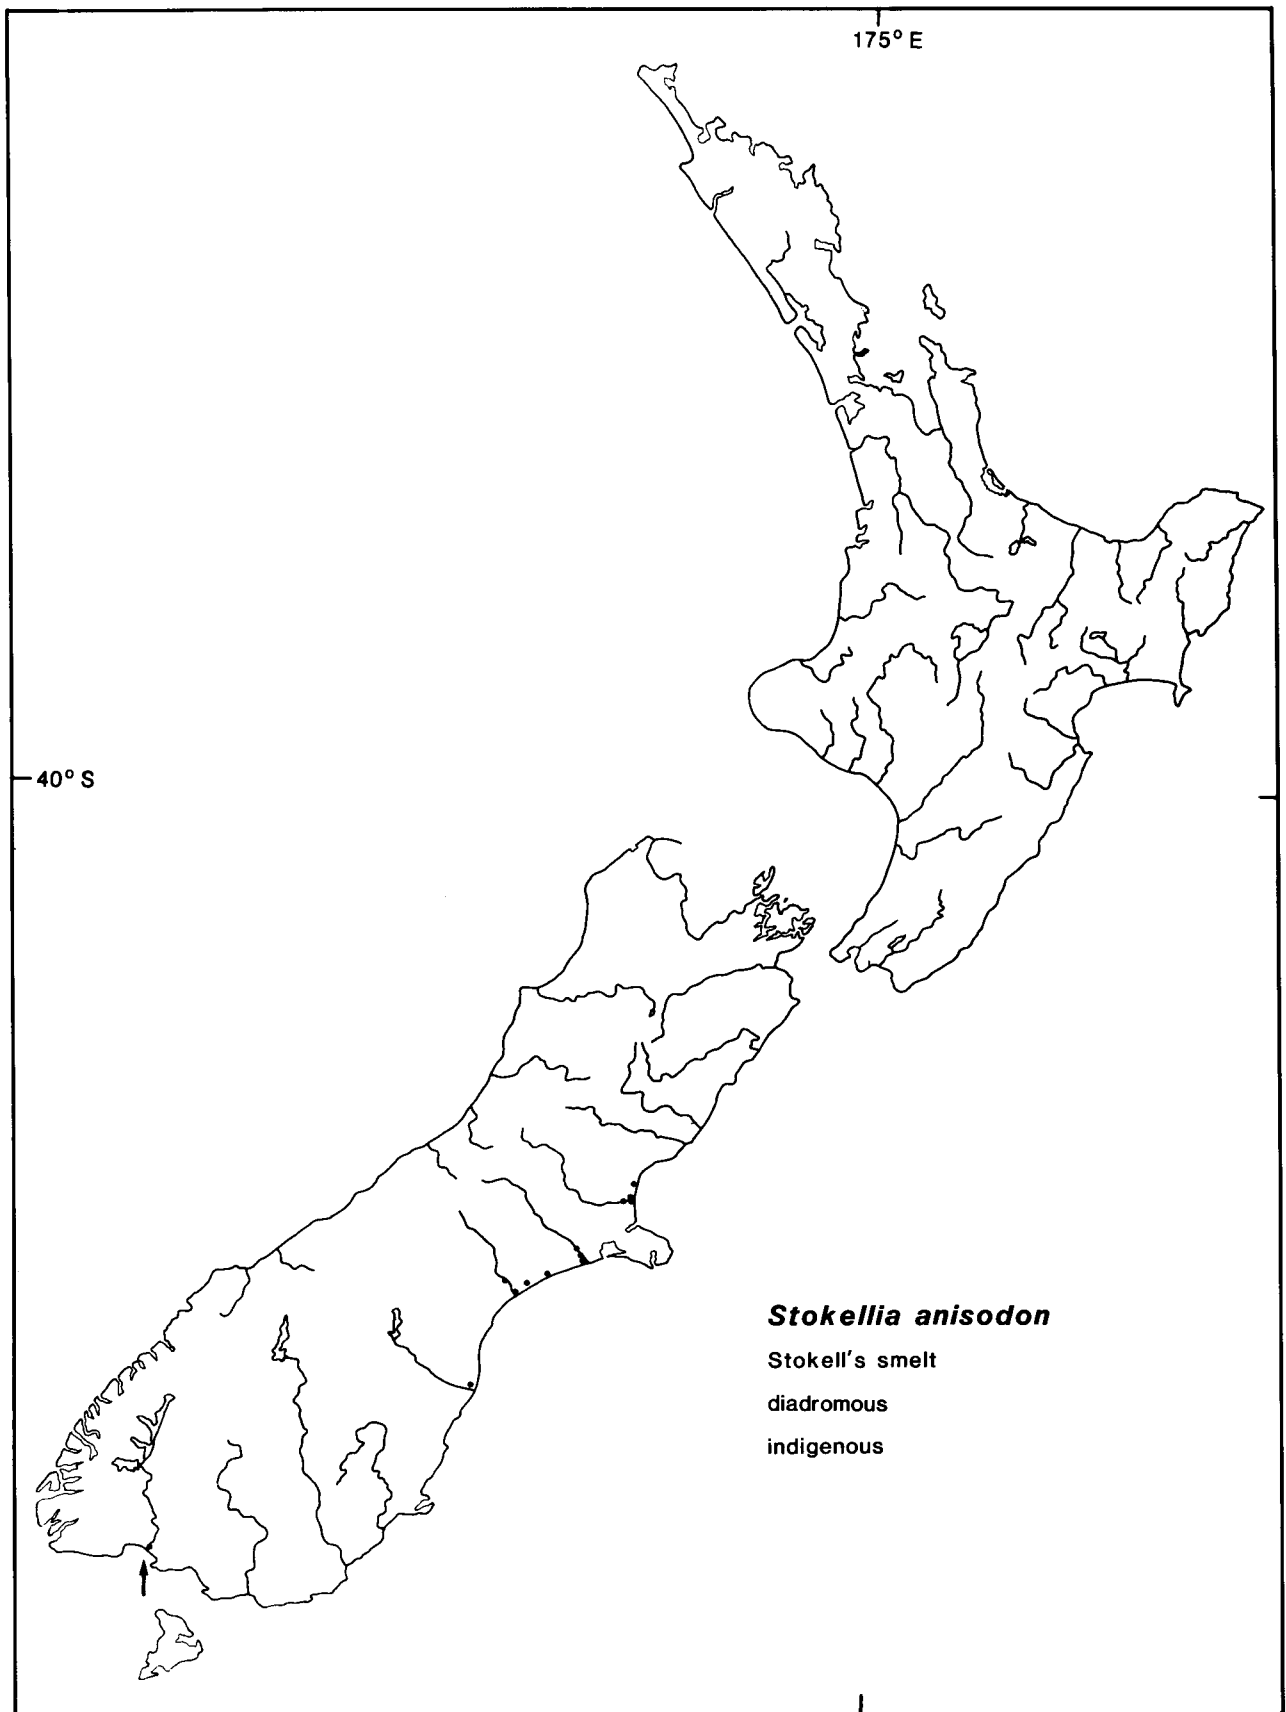 175° E
40° S
Stokellia anisodon
Stokell's smelt
diadromous
indigenous